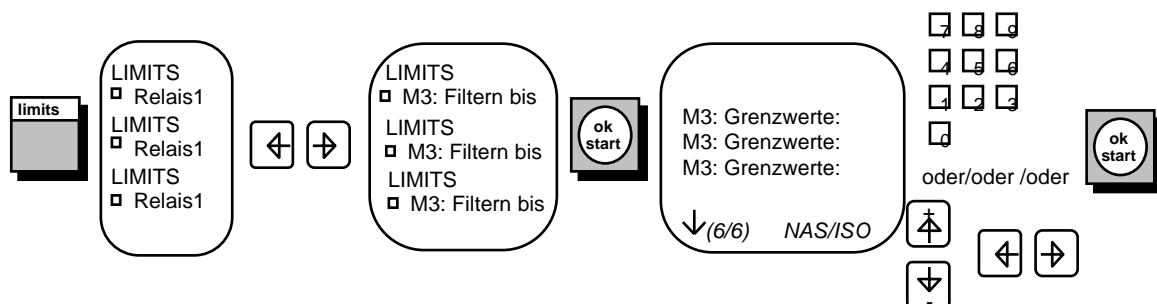 limits
LIMITS
Relais1
LIMITS
Relais1
LIMITS
Relais1
LIMITS
M3: Filtern bis
LIMITS
M3: Filtern bis
LIMITS
M3: Filtern bis
ok
start
M3: Grenzwerte:
M3: Grenzwerte:
M3: Grenzwerte:
(6/6) NAS/ISO
7 8 9
4 5 6
1 2 3
0
oder/oder /oder
+
-
ok
start